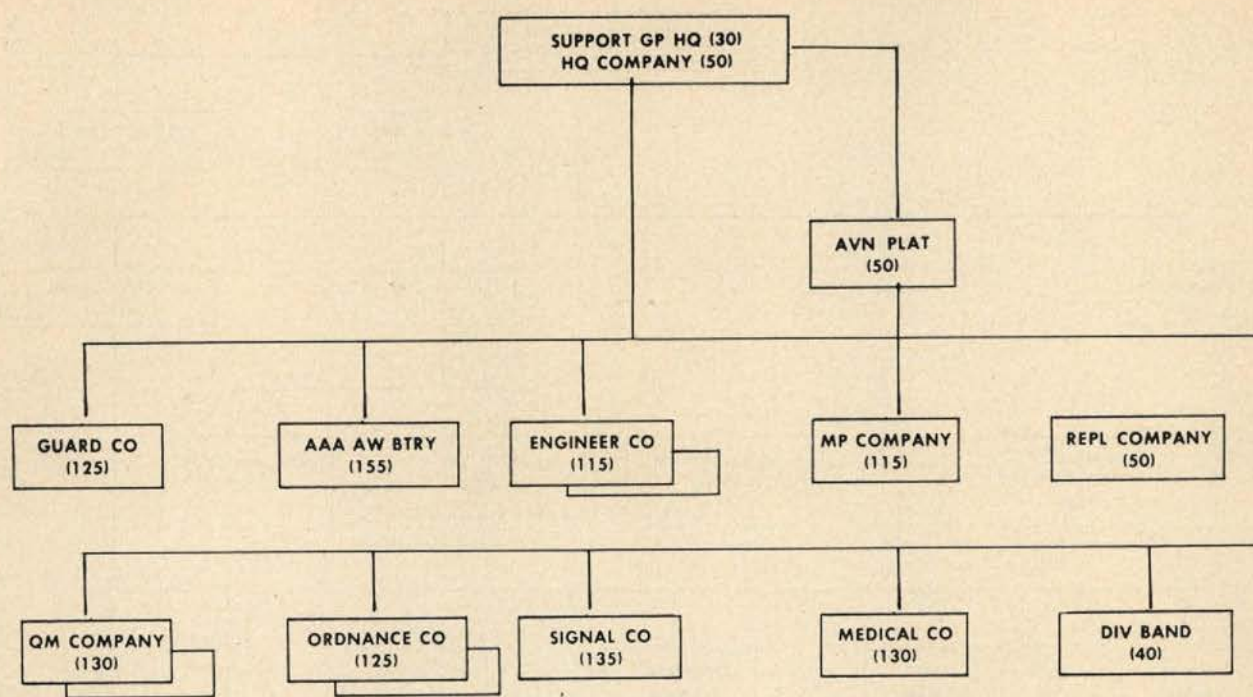 SUPPORT GP HQ (30)
HQ COMPANY (50)
AVN PLAT
(50)
GUARD CO
(125)
AAA AW BTRY
(155)
ENGINEER CO
(115)
MP COMPANY
(115)
REPL COMPANY
(50)
QM COMPANY
(130)
ORDNANCE CO
(125)
SIGNAL CO
(135)
MEDICAL CO
(130)
DIV BAND
(40)